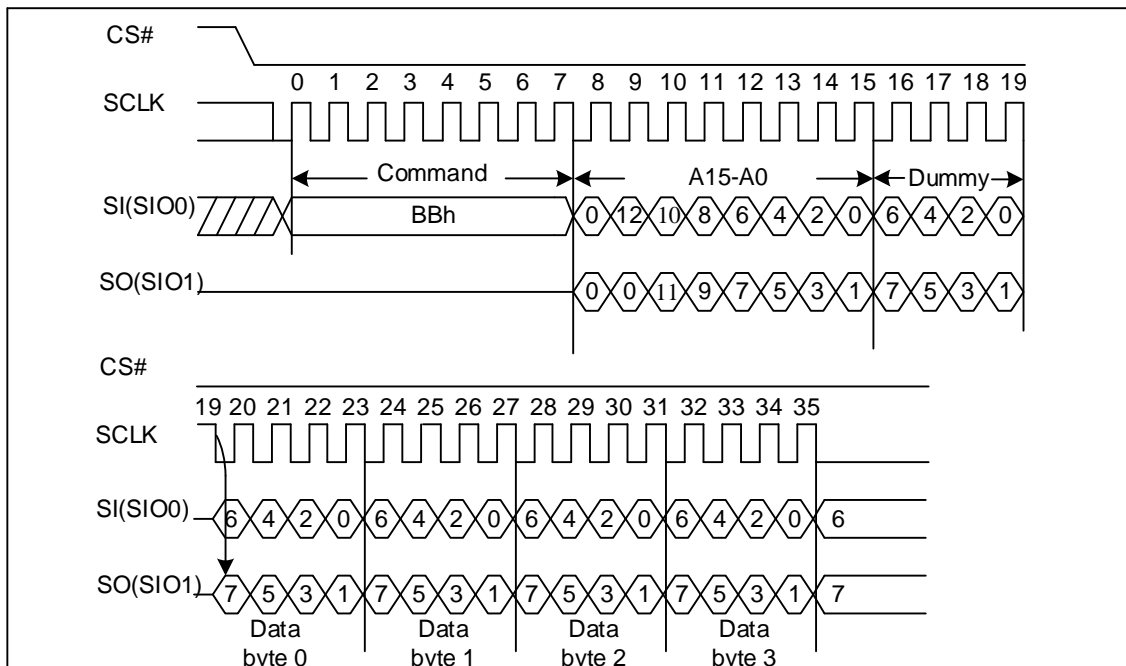 CS#
0 1 2 3 4 5 6 7 8 9 10 11 12 13 14 15 16 17 18 19
SCLK
Command A15-A0 Dummy
SI(SIO0) BBh 0 12 10 8 6 4 2 0 6 4 2 0
SO(SIO1) 0 0 11 9 7 5 3 1 7 5 3 1
CS#
19 20 21 22 23 24 25 26 27 28 29 30 31 32 33 34 35
SCLK
SI(SIO0) 6 4 2 0 6 4 2 0 6 4 2 0 6 4 2 0 6
SO(SIO1) 7 5 3 1 7 5 3 1 7 5 3 1 7 5 3 1 7
Data Data Data Data
byte 0 byte 1 byte 2 byte 3